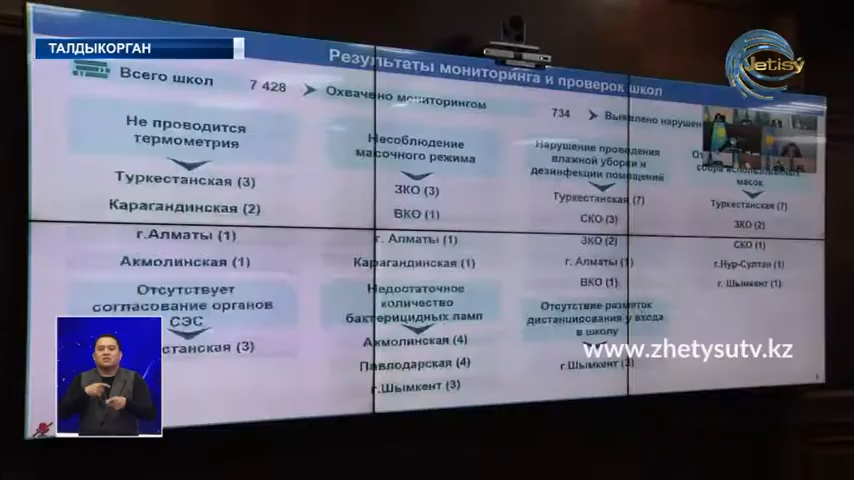 ТАЛДЫКОРГАН
Jetisý
Результаты мониторинга и проверок школ
Всего школ 7 428 Охвачено мониторингом 734 Выявлено
Не проводится
термометрия
Туркестанская (3)
Карагандинская (2)
г.Алматы (1)
Акмолинская (1)
Отсутствует
согласование органов
СЭС
(3)
Несоблюдение
масочного режима
ЗКО (3)
ВКО (1)
г. Алматы (1)
Карагандинская (1)
Недостаточное
количество
бактерицидных ламп
Акмолинская (4)
Павлодарская (4)
г.Шымкент (3)
Нарушение проведения
влажной уборки и
дезинфекции помещений
Туркестанская (7)
СКО (3)
ЗКО (2)
г. Алматы (1)
ВКО (1)
Отсутствие разметок
дистанцирования у входа
в школу
г.Шымкент (3)
сбора использованных
масок
Туркестанская (7)
ЗКО (2)
СКО (1)
г.Нур-Султан (1)
г. Шымкент (1)
www.zhetysutv.kz